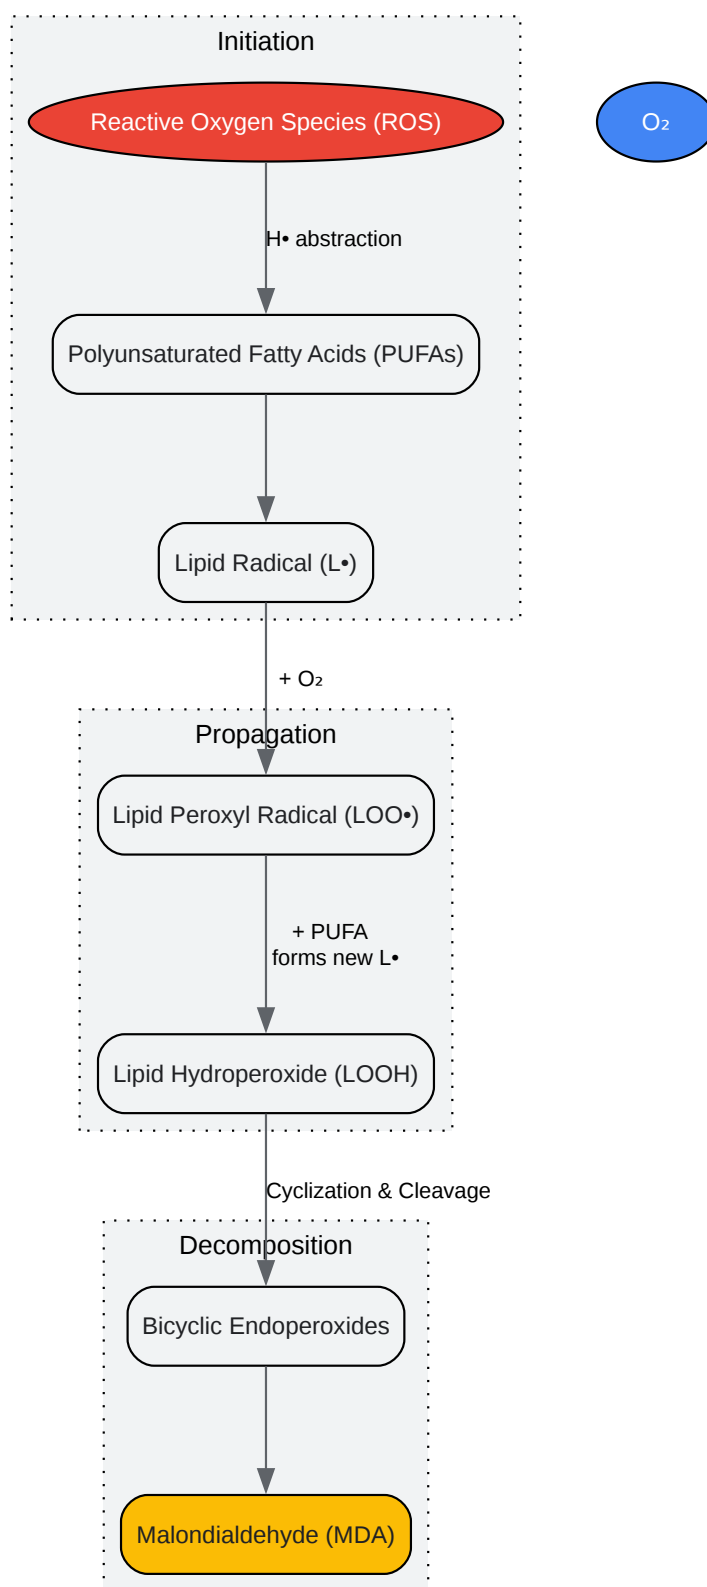 Initiation
Reactive Oxygen Species (ROS)
O₂
H• abstraction
Polyunsaturated Fatty Acids (PUFAs)
Lipid Radical (L•)
+ O₂
Propagation
Lipid Peroxyl Radical (LOO•)
+ PUFA
forms new L•
Lipid Hydroperoxide (LOOH)
Cyclization & Cleavage
Decomposition
Bicyclic Endoperoxides
Malondialdehyde (MDA)